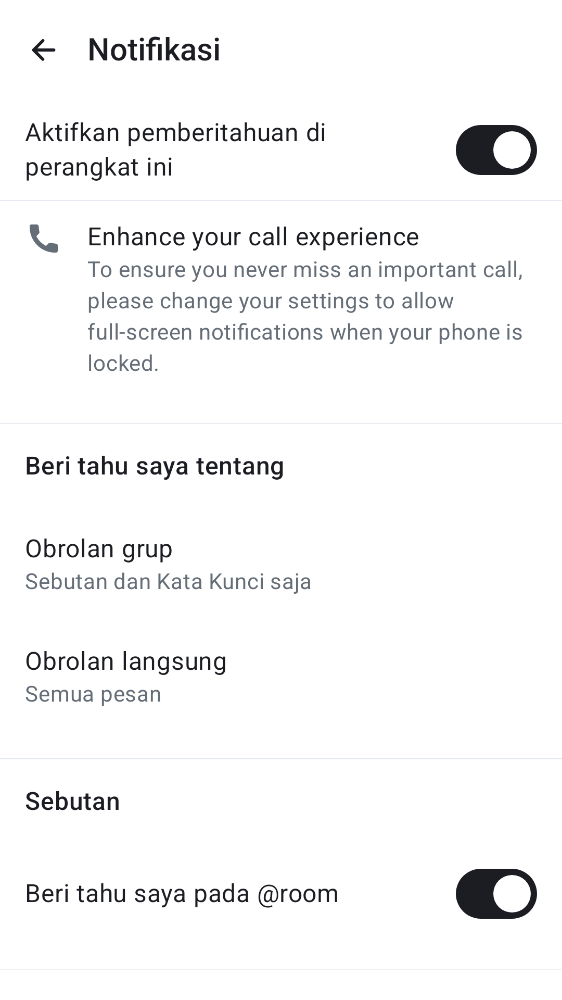 Notifikasi
Aktifkan pemberitahuan di
perangkat ini
Enhance your call experience
To ensure you never miss an important call,
please change your settings to allow
full-screen notifications when your phone is
locked.
Beri tahu saya tentang
Obrolan grup
Sebutan dan Kata Kunci saja
Obrolan langsung
Semua pesan
Sebutan
Beri tahu saya pada @room